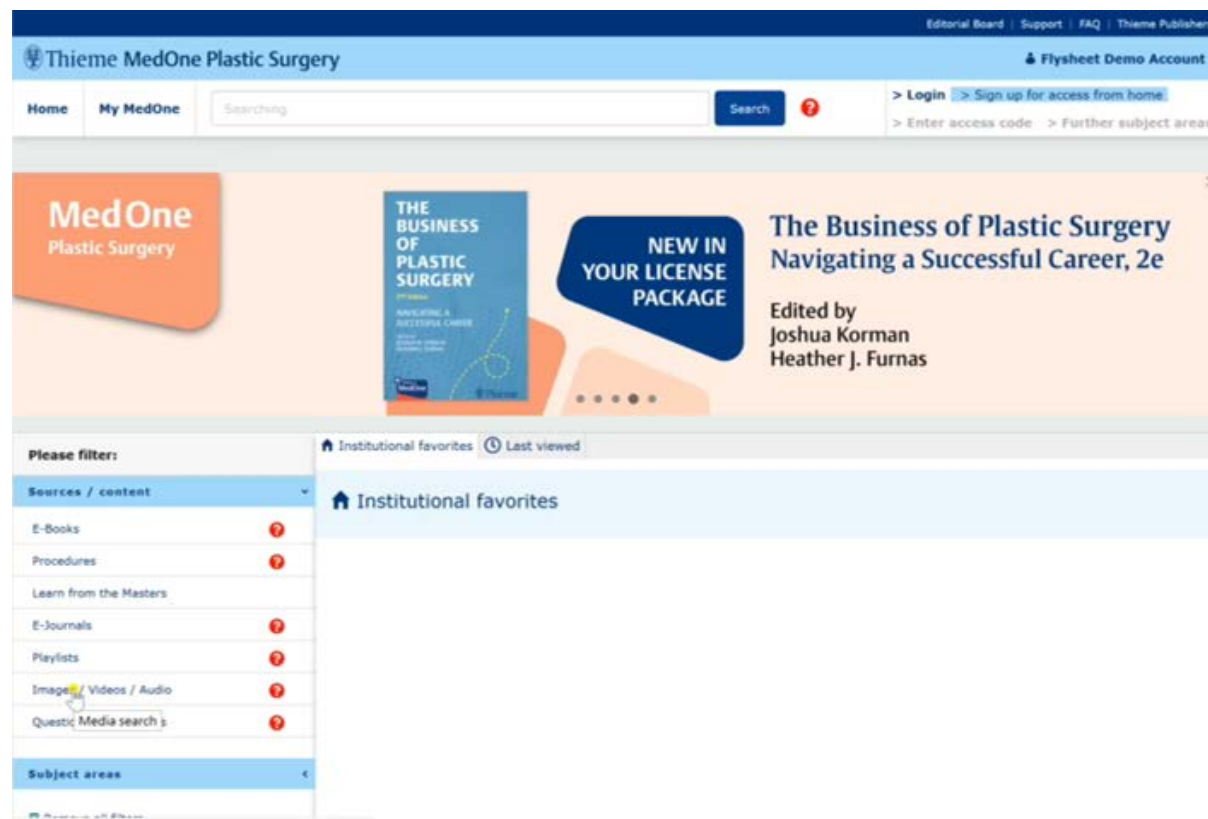 Editorial Board | Support | FAQ | Thieme Publisher
Thieme MedOne Plastic Surgery
Flysheet Demo Account
Home
My MedOne
Searching
Search
?
> Login > Sign up for access from home
> Enter access code > Further subject area
MedOne
Plastic Surgery
THE
BUSINESS
OF
PLASTIC
SURGERY
NAVIGATING A
SUCCESSFUL CAREER
MedOne
Thieme
NEW IN
YOUR LICENSE
PACKAGE
The Business of Plastic Surgery
Navigating a Successful Career, 2e
Edited by
Joshua Korman
Heather J. Furnas
Please filter:
Institutional favorites
Last viewed
Sources / content
Institutional favorites
E-Books ?
Procedures ?
Learn from the Masters
E-Journals ?
Playlists ?
Image / Videos / Audio ?
Questi ?
Media search
Subject areas